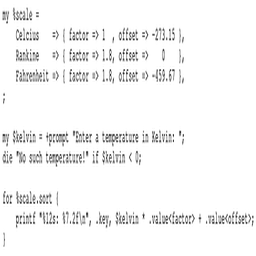 my %scale =
    Celcius    => { factor => 1  , offset => -273.15 },
    Rankine    => { factor => 1.8, offset =>    0    },
    Fahrenheit => { factor => 1.8, offset => -459.67 },
;
my $kelvin = +prompt "Enter a temperature in Kelvin: ";
die "No such temperature!" if $kelvin < 0;
for %scale.sort {
    printf "%12s: %7.2f\n", .key, $kelvin * .value<factor> + .value<offset>;
}